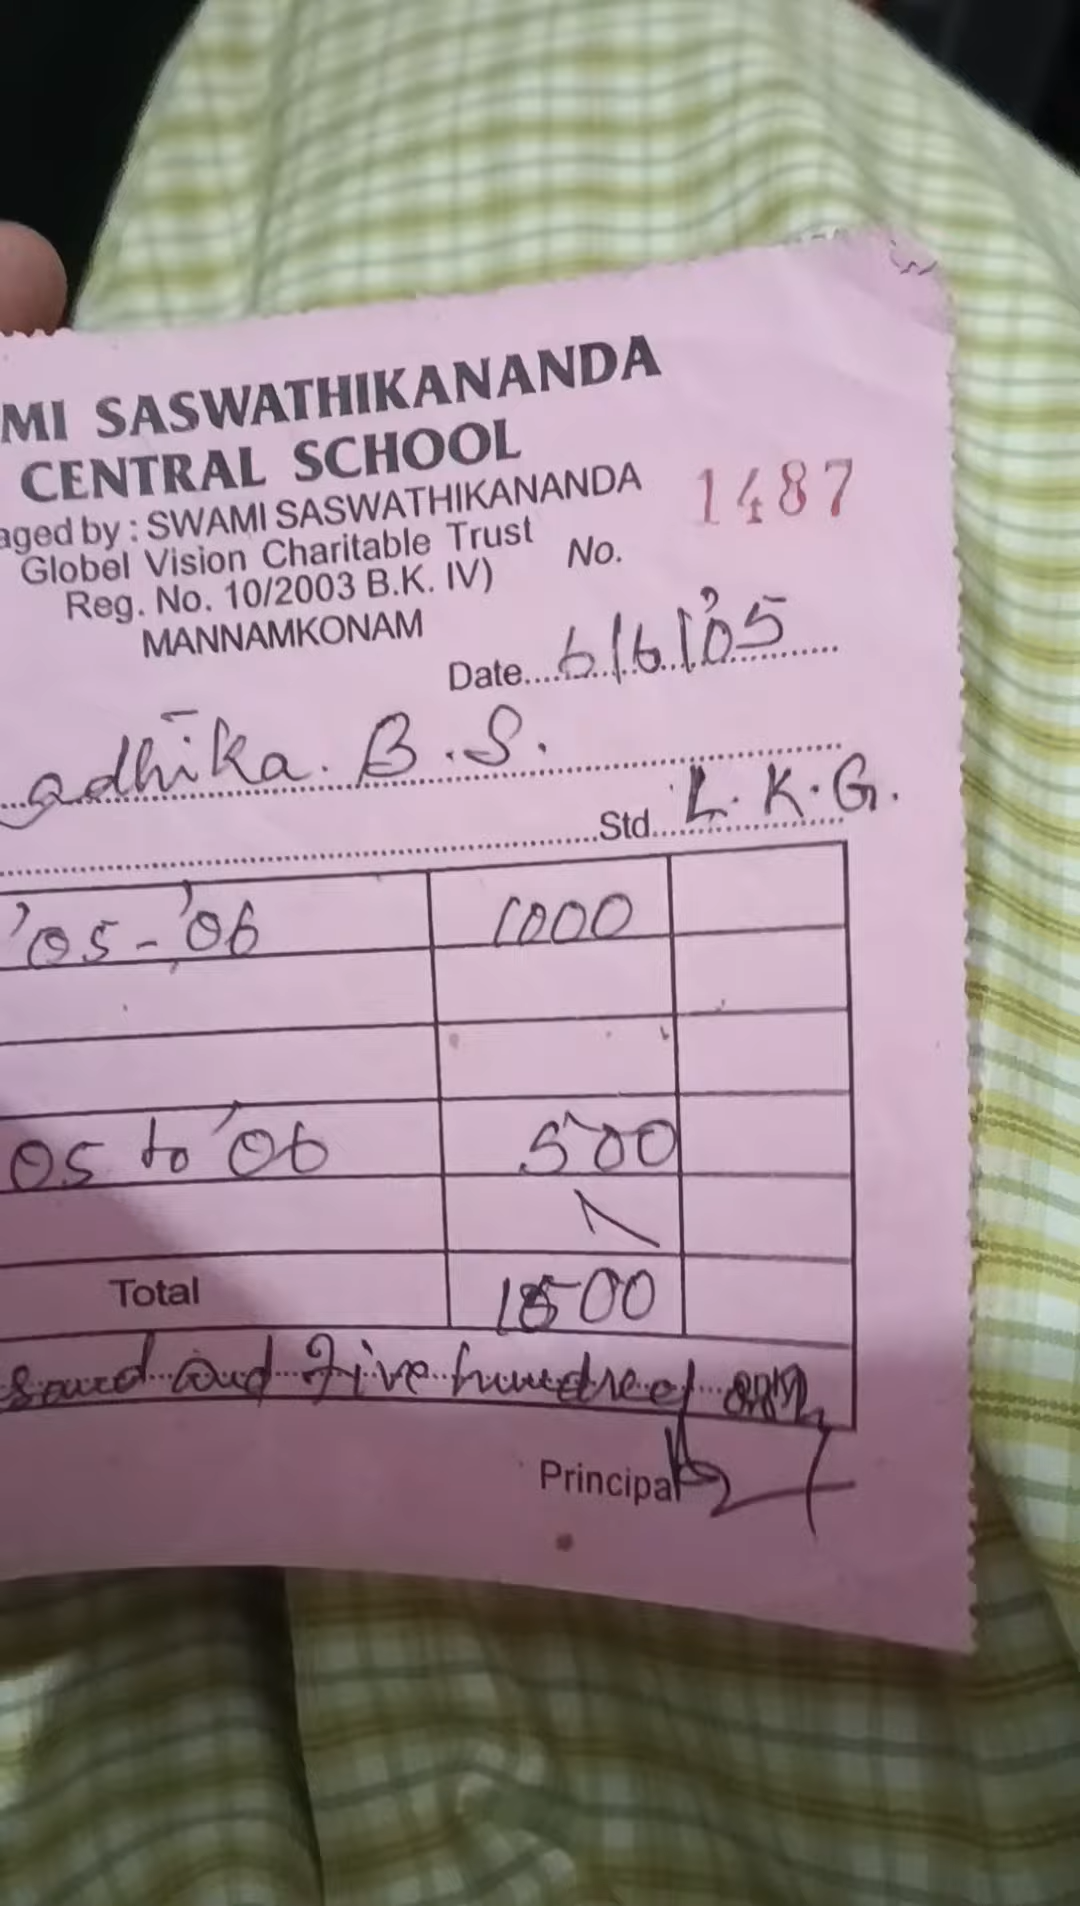 MI SASWATHIKANANDA
CENTRAL SCHOOL
aged by : SWAMI SASWATHIKANANDA
Globel Vision Charitable Trust
Reg. No. 10/2003 B.K. IV)
MANNAMKONAM
No. 1487
Date 6/6/'05
adhika. B.S.
Std. L.K.G.
'05-'06 1000
05 to '06 500
Total 1500
sand and Five hundred only
Principal